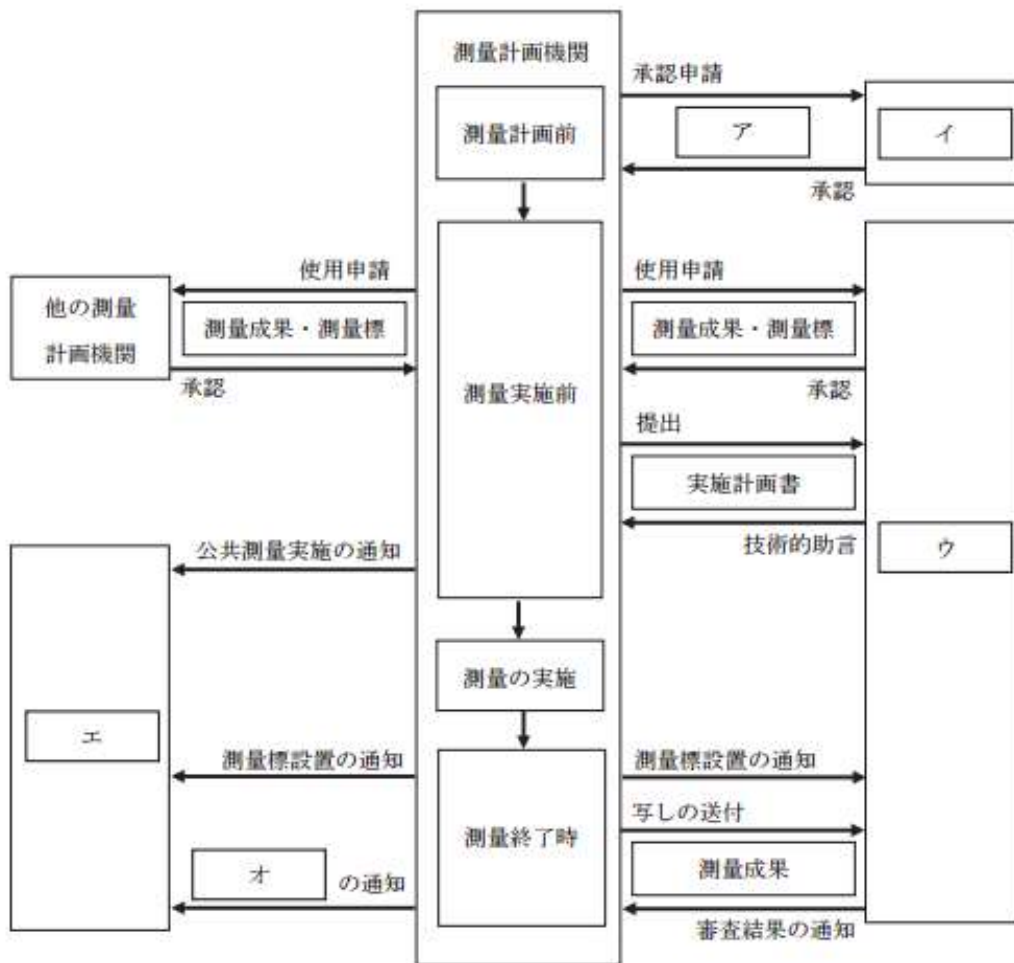 測量計画機関
承認申請
測量計画前
ア
イ
承認
使用申請
使用申請
他の測量
計画機関
測量成果・測量標
測量成果・測量標
承認
測量実施前
承認
提出
実施計画書
技術的助言
公共測量実施の通知
ウ
測量の実施
エ
測量標設置の通知
測量標設置の通知
写しの送付
測量終了時
オ
の通知
測量成果
審査結果の通知